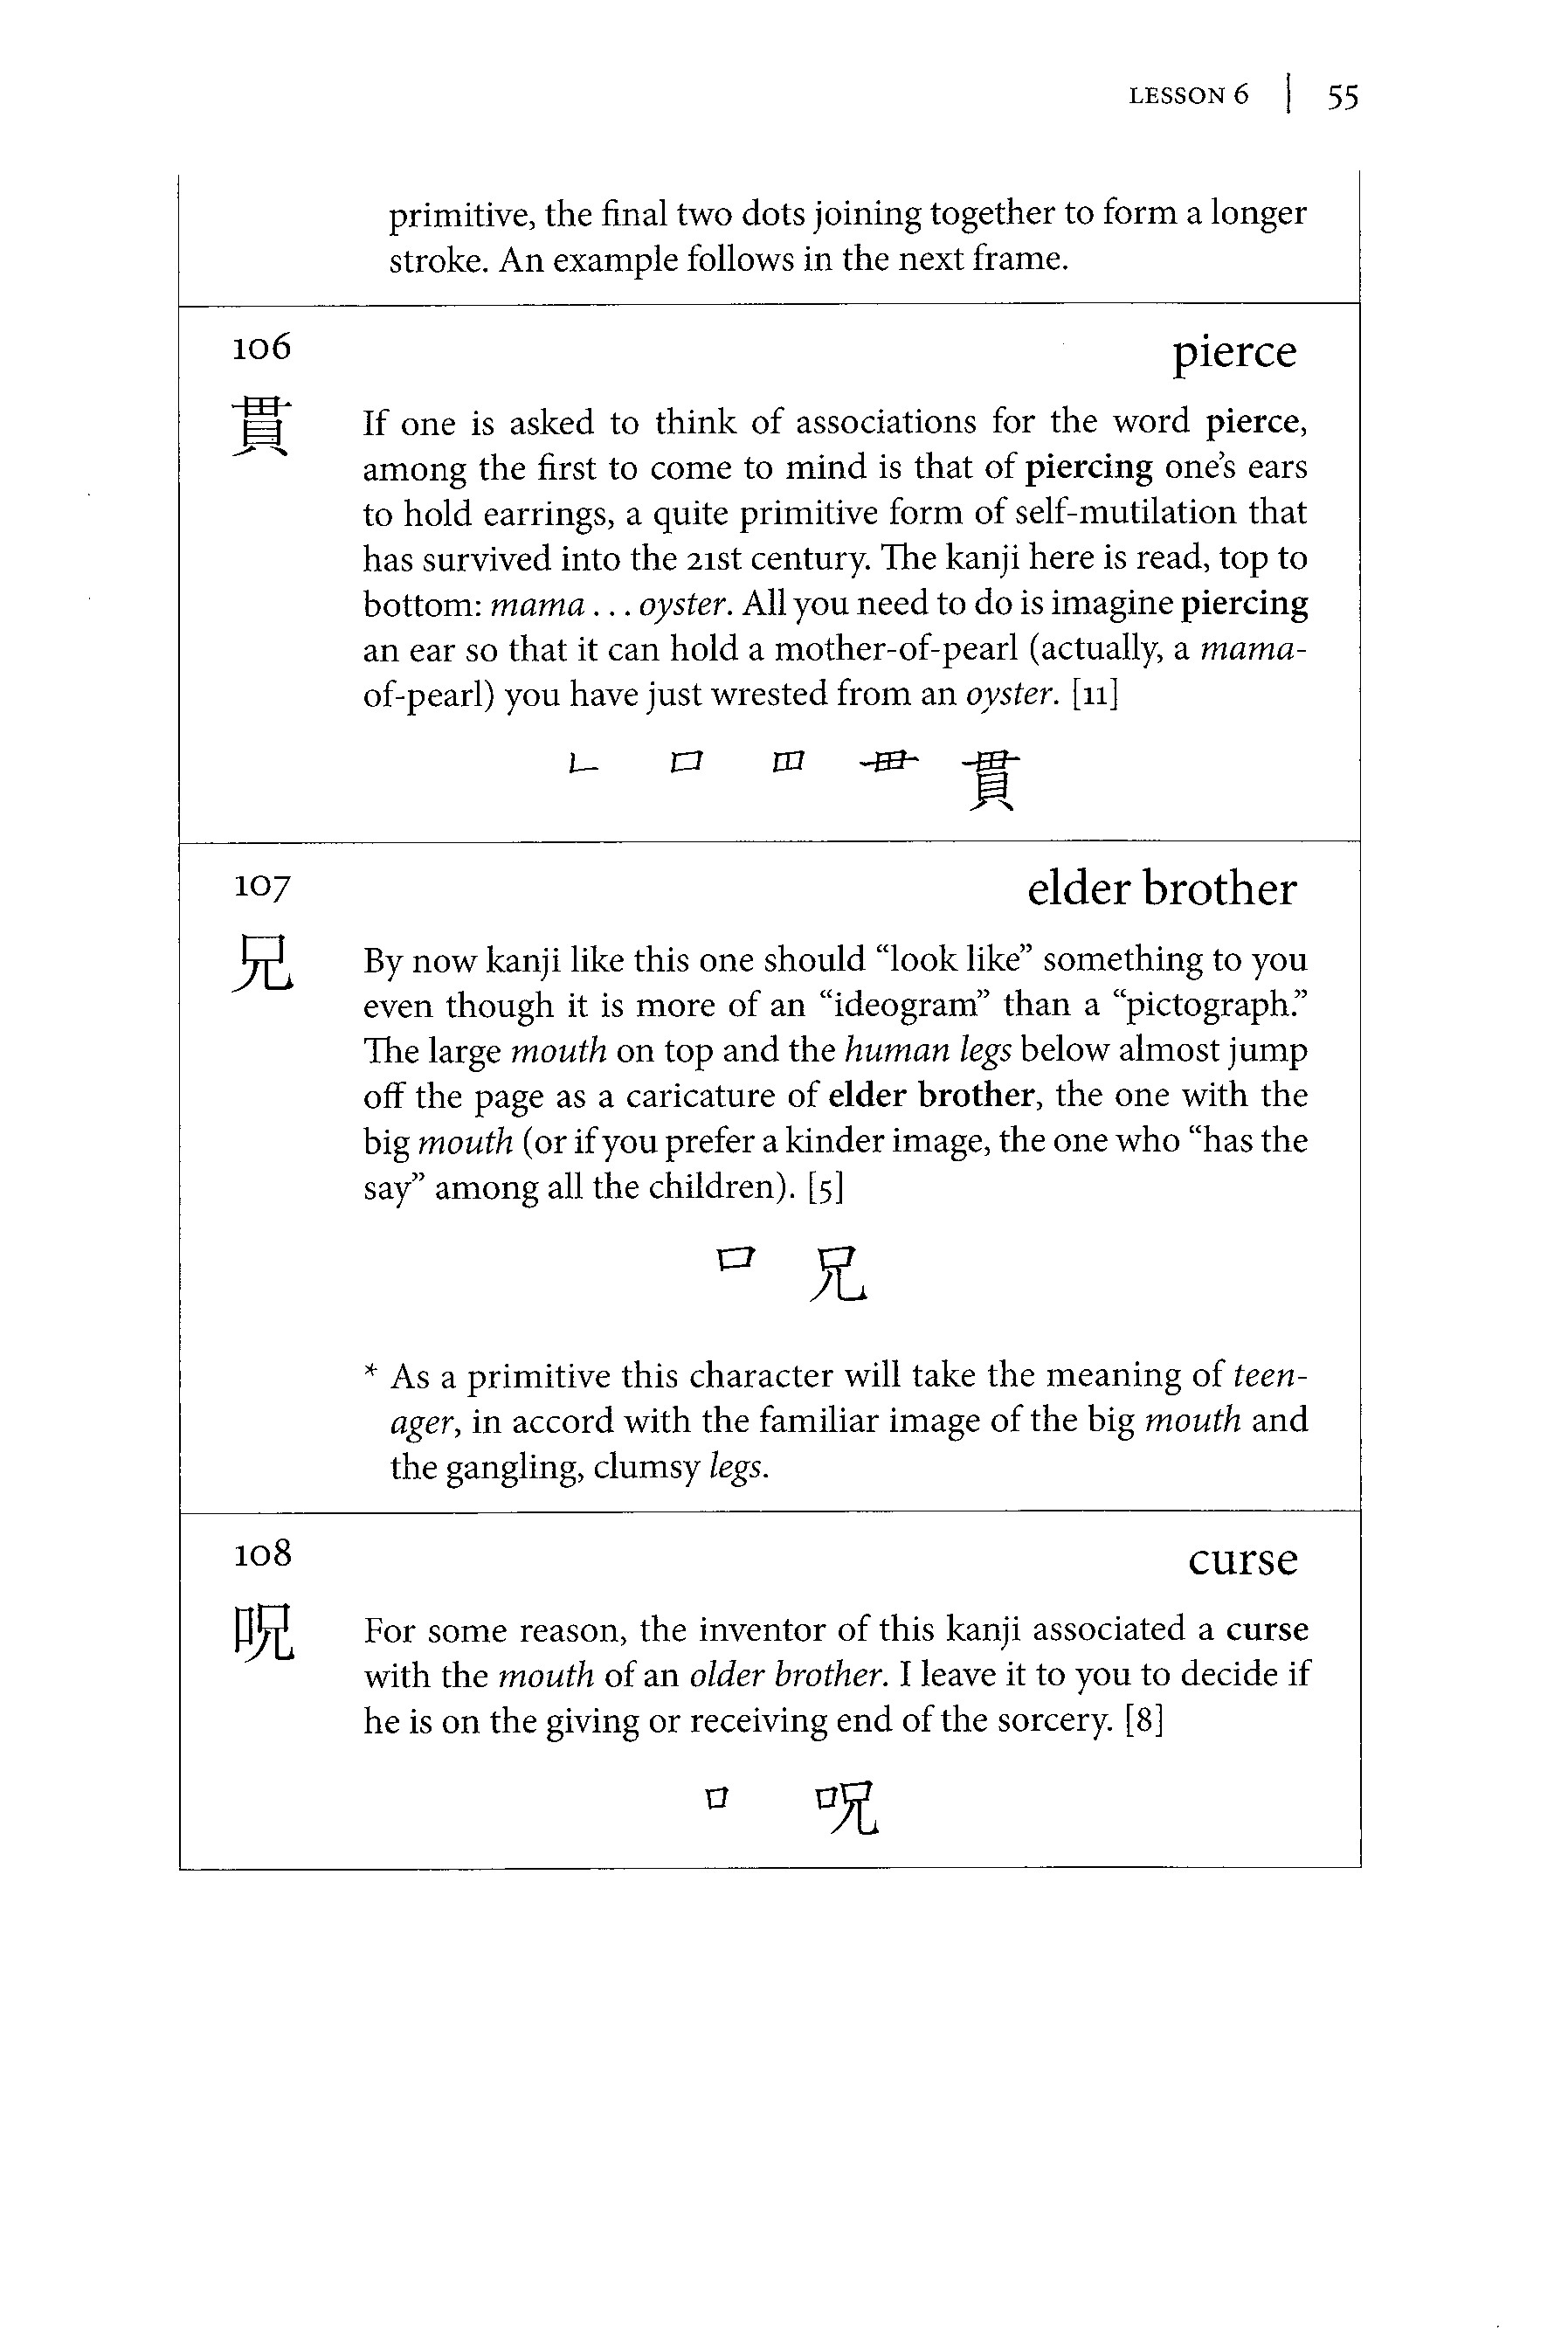 LESSON 6 | 55
primitive, the final two dots joining together to form a longer
stroke. An example follows in the next frame.
106
pierce
貫
If one is asked to think of associations for the word pierce,
among the first to come to mind is that of piercing one's ears
to hold earrings, a quite primitive form of self-mutilation that
has survived into the 21st century. The kanji here is read, top to
bottom: mama . . . oyster. All you need to do is imagine piercing
an ear so that it can hold a mother-of-pearl (actually, a mama-
of-pearl) you have just wrested from an oyster. [11]
𠃊 口 叩 毌 貫
107
elder brother
兄
By now kanji like this one should “look like” something to you
even though it is more of an “ideogram” than a “pictograph.”
The large mouth on top and the human legs below almost jump
off the page as a caricature of elder brother, the one with the
big mouth (or if you prefer a kinder image, the one who “has the
say” among all the children). [5]
口 兄
* As a primitive this character will take the meaning of teen-
ager, in accord with the familiar image of the big mouth and
the gangling, clumsy legs.
108
curse
呪
For some reason, the inventor of this kanji associated a curse
with the mouth of an older brother. I leave it to you to decide if
he is on the giving or receiving end of the sorcery. [8]
口 呪